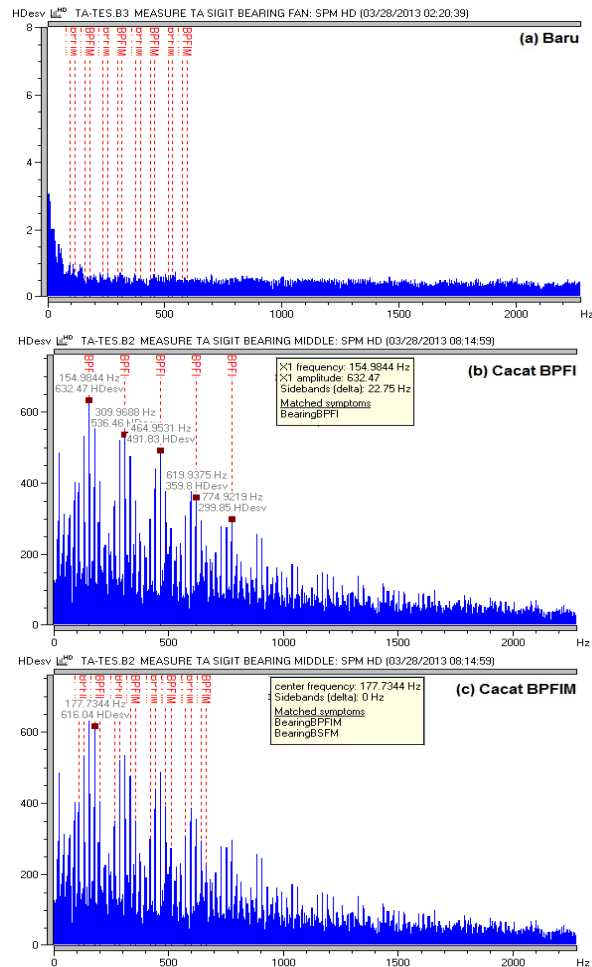 HDesv HD TA-TES.B3 MEASURE TA SIGIT BEARING FAN: SPM HD (03/28/2013 02:20:39)
8
(a) Baru
BPFIM BPFIM BPFIM BPFIM
6
4
2
0
0 500 1000 1500 2000 Hz
HDesv HD TA-TES.B2 MEASURE TA SIGIT BEARING MIDDLE: SPM HD (03/28/2013 08:14:59)
(b) Cacat BPFI
BPFI BPFI BPFI BPFI BPFI
X1 frequency: 154.9844 Hz
X1 amplitude: 632.47
Sidebands (delta): 22.75 Hz
Matched symptoms
BearingBPFI
154.9844 Hz
632.47 HDesv
309.9688 Hz
536.46 HDesv
464.9531 Hz
491.83 HDesv
619.9375 Hz
359.8 HDesv
774.9219 Hz
299.85 HDesv
600
400
200
0
0 500 1000 1500 2000 Hz
HDesv HD TA-TES.B2 MEASURE TA SIGIT BEARING MIDDLE: SPM HD (03/28/2013 08:14:59)
(c) Cacat BPFIM
BPFIM BPFIM BPFIM BPFIM
center frequency: 177.7344 Hz
Sidebands (delta): 0 Hz
Matched symptoms
BearingBPFIM
BearingBSFM
177.7344 Hz
616.04 HDesv
600
400
200
0
0 500 1000 1500 2000 Hz